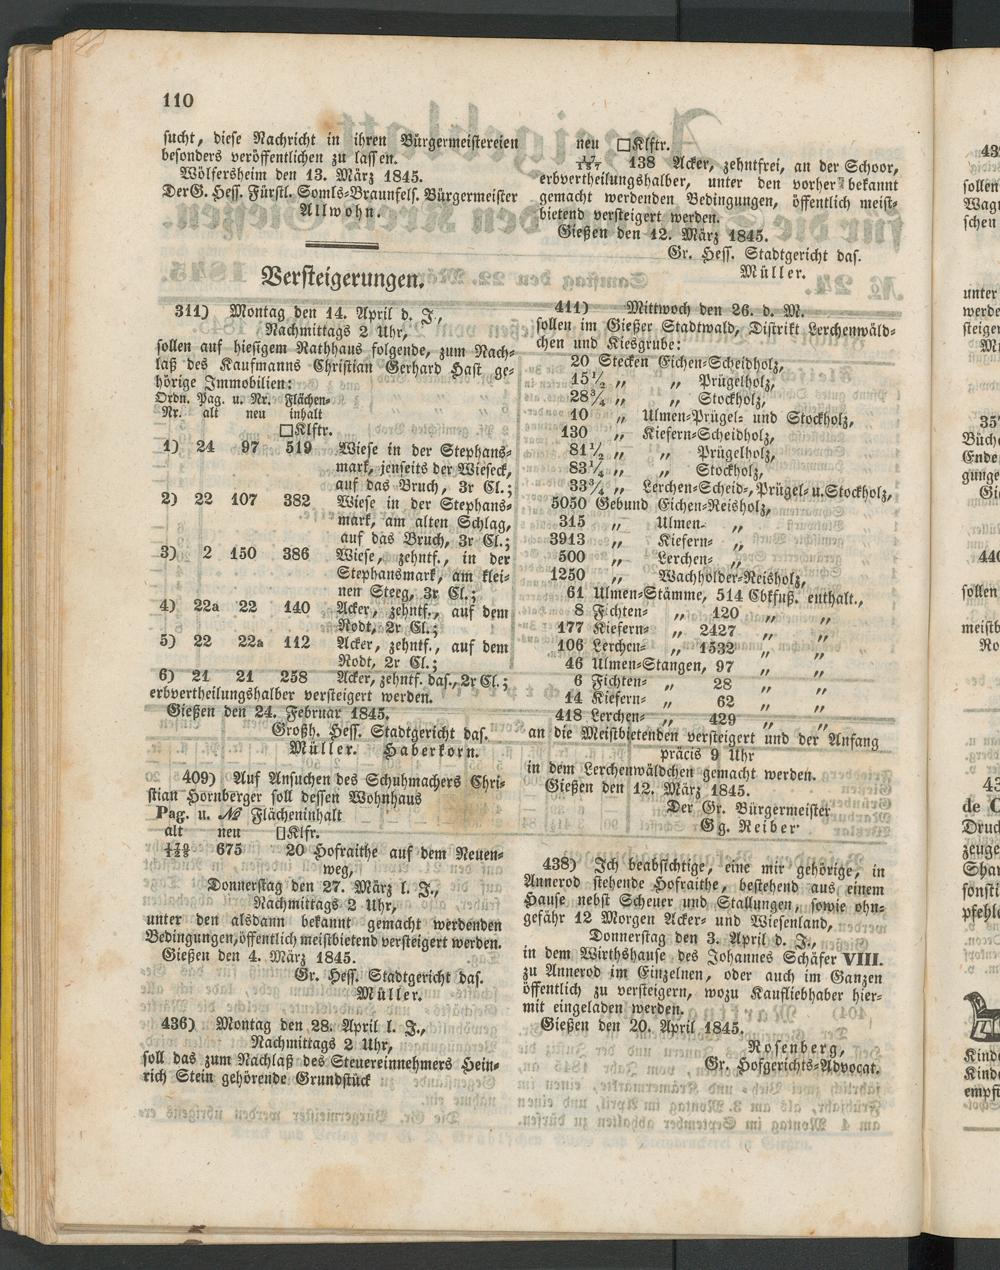 110
sucht, diese Nachricht in ihren Bürgermeistereien
besonders veröffentlichen zu lassen.
Wölfersheim den 13. März 1845.
Der G. Hess. Fürstl. Somls-Braunfels. Bürgermeister
Allwohn.
Versteigerungen.
311) Montag den 14. April d. J.,
Nachmittags 2 Uhr,
sollen auf hiesigem Rathhaus folgende, zum Nach-
laß des Kaufmanns Christian Gerhard Hast ge-
hörige Immobilien:
Ordn. Pag. u. Nr. Flächen-
Nr. alt neu inhalt
□Klftr.
1) 24 97 519 Wiese in der Stephans-
mark, jenseits der Wieseck,
auf das Bruch, 3r Cl.;
2) 22 107 382 Wiese in der Stephans-
mark, am alten Schlag,
auf das Bruch, 3r Cl.;
3) 2 150 386 Wiese, zehntf., in der
Stephansmark, am klei-
nen Steeg, 3r Cl.;
4) 22a 22 140 Acker, zehntf., auf dem
Rodt, 2r Cl.;
5) 22 22a 112 Acker, zehntf., auf dem
Rodt, 2r Cl.;
6) 21 21 258 Acker, zehntf. das., 2r Cl.;
erbvertheilungshalber versteigert werden.
Gießen den 24. Februar 1845.
Großh. Hess. Stadtgericht das.
Müller. Haberkorn.
409) Auf Ansuchen des Schuhmachers Chri-
stian Hornberger soll dessen Wohnhaus
Pag. u. № Flächeninhalt
alt neu □Klfr.
675 20 Hofraithe auf dem Neuen-
weg,
Donnerstag den 27. März l. J.,
Nachmittags 2 Uhr,
unter den alsdann bekannt gemacht werdenden
Bedingungen, öffentlich meistbietend versteigert werden.
Gießen den 4. März 1845.
Gr. Hess. Stadtgericht das.
Müller.
436) Montag den 28. April l. J.,
Nachmittags 2 Uhr,
soll das zum Nachlaß des Steuereinnehmers Hein-
rich Stein gehörende Grundstück
neu □Klftr.
138 Acker, zehntfrei, an der Schoor,
erbvertheilungshalber, unter den vorher bekannt
gemacht werdenden Bedingungen, öffentlich meist-
bietend versteigert werden.
Gießen den 12. März 1845.
Gr. Hess. Stadtgericht das.
Müller.
411) Mittwoch den 26. d. M.
sollen im Gießer Stadtwald, Distrikt Lerchenwäld-
chen und Kiesgrube:
20 Stecken Eichen-Scheidholz,
15½ „ „ Prügelholz,
28¾ „ „ Stockholz,
10 „ Ulmen-Prügel- und Stockholz,
130 „ Kiefern-Scheidholz,
81½ „ „ Prügelholz,
83¼ „ „ Stockholz,
33¾ „ Lerchen-Scheid-, Prügel- u. Stockholz,
5050 Gebund Eichen-Reisholz,
315 „ Ulmen- „
3913 „ Kiefern- „
500 „ Lerchen- „
1250 „ Wachholder-Reisholz,
61 Ulmen-Stämme, 514 Cbkfuß. enthalt.,
8 Fichten- „ 120 „ „
177 Kiefern- „ 2427 „ „
106 Lerchen- „ 1532 „ „
46 Ulmen-Stangen, 97 „ „
6 Fichten- „ 28 „ „
14 Kiefern- „ 62 „ „
418 Lerchen- „ 429 „ „
an die Meistbietenden versteigert und der Anfang
präcis 9 Uhr
in dem Lerchenwäldchen gemacht werden.
Gießen den 12. März 1845.
Der Gr. Bürgermeister
Gg. Reiber
438) Ich beabsichtige, eine mir gehörige, in
Annerod stehende Hofraithe, bestehend aus einem
Hause nebst Scheuer und Stallungen, sowie ohn-
gefähr 12 Morgen Acker- und Wiesenland,
Donnerstag den 3. April d. J.,
in dem Wirthshause des Johannes Schäfer VIII.
zu Annerod im Einzelnen, oder auch im Ganzen
öffentlich zu versteigern, wozu Kaufliebhaber hier-
mit eingeladen werden.
Gießen den 20. April 1845.
Rosenberg,
Gr. Hofgerichts-Advocat.